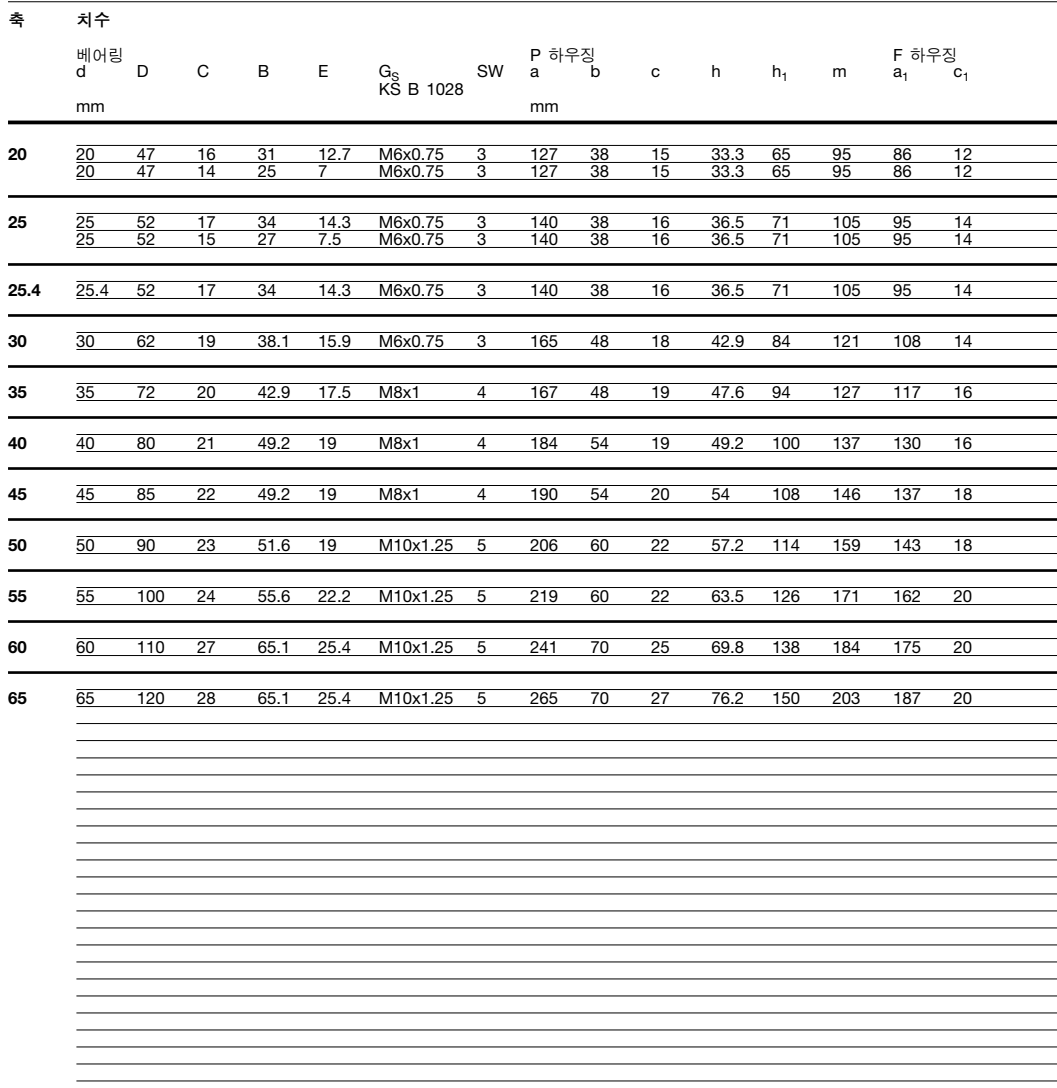 축 치수
베어링 P 하우징 F 하우징
d D C B E G_S SW a b c h h₁ m a₁ c₁
KS B 1028
mm mm
20 20 47 16 31 12.7 M6x0.75 3 127 38 15 33.3 65 95 86 12
20 47 14 25 7 M6x0.75 3 127 38 15 33.3 65 95 86 12
25 25 52 17 34 14.3 M6x0.75 3 140 38 16 36.5 71 105 95 14
25 52 15 27 7.5 M6x0.75 3 140 38 16 36.5 71 105 95 14
25.4 25.4 52 17 34 14.3 M6x0.75 3 140 38 16 36.5 71 105 95 14
30 30 62 19 38.1 15.9 M6x0.75 3 165 48 18 42.9 84 121 108 14
35 35 72 20 42.9 17.5 M8x1 4 167 48 19 47.6 94 127 117 16
40 40 80 21 49.2 19 M8x1 4 184 54 19 49.2 100 137 130 16
45 45 85 22 49.2 19 M8x1 4 190 54 20 54 108 146 137 18
50 50 90 23 51.6 19 M10x1.25 5 206 60 22 57.2 114 159 143 18
55 55 100 24 55.6 22.2 M10x1.25 5 219 60 22 63.5 126 171 162 20
60 60 110 27 65.1 25.4 M10x1.25 5 241 70 25 69.8 138 184 175 20
65 65 120 28 65.1 25.4 M10x1.25 5 265 70 27 76.2 150 203 187 20